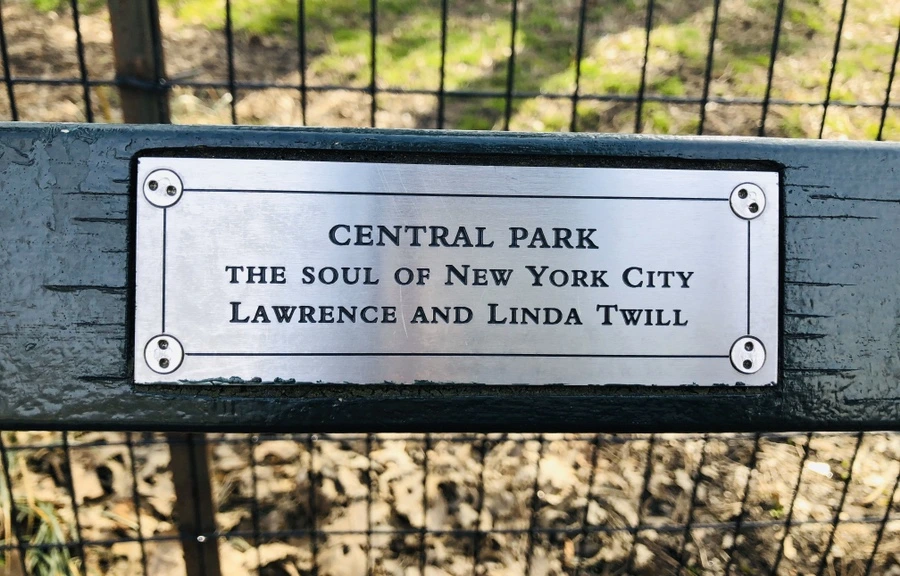 CENTRAL PARK
THE SOUL OF NEW YORK CITY
LAWRENCE AND LINDA TWILL